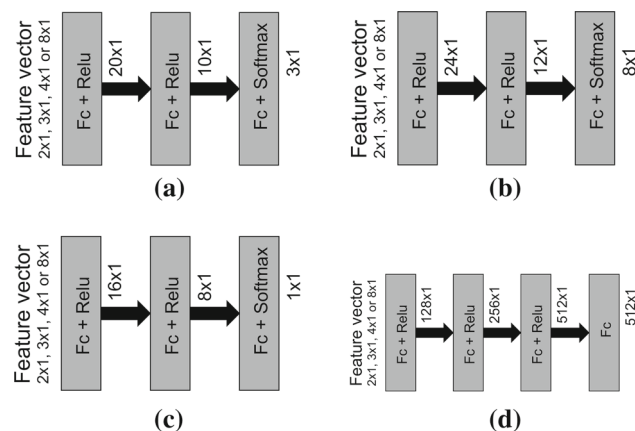 Feature vector
2x1, 3x1, 4x1 or 8x1
Fc + Relu
20x1
Fc + Relu
10x1
Fc + Softmax
3x1
(a)
Feature vector
2x1, 3x1, 4x1 or 8x1
Fc + Relu
24x1
Fc + Relu
12x1
Fc + Softmax
8x1
(b)
Feature vector
2x1, 3x1, 4x1 or 8x1
Fc + Relu
16x1
Fc + Relu
8x1
Fc + Softmax
1x1
(c)
Feature vector
2x1, 3x1, 4x1 or 8x1
Fc + Relu
128x1
Fc + Relu
256x1
Fc + Relu
512x1
Fc
512x1
(d)